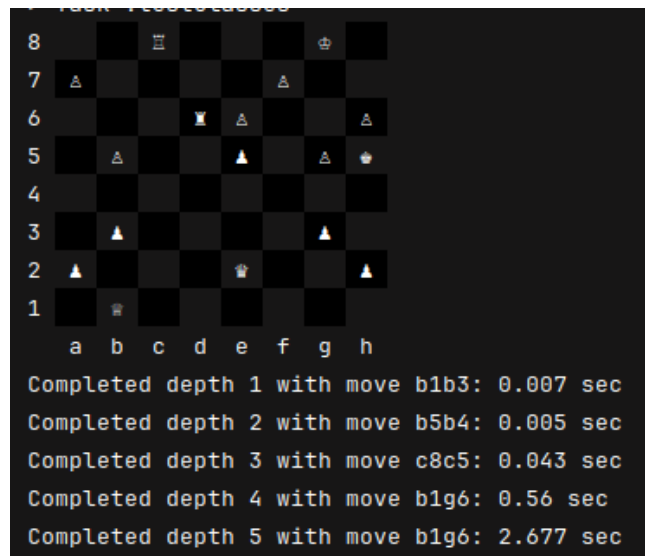 8 ♖ ♔
7 ♙ ♙
6 ♜ ♙ ♙
5 ♙ ♟ ♙ ♚
4
3 ♟ ♟
2 ♟ ♛ ♟
1 ♕
a b c d e f g h
Completed depth 1 with move b1b3: 0.007 sec
Completed depth 2 with move b5b4: 0.005 sec
Completed depth 3 with move c8c5: 0.043 sec
Completed depth 4 with move b1g6: 0.56 sec
Completed depth 5 with move b1g6: 2.677 sec